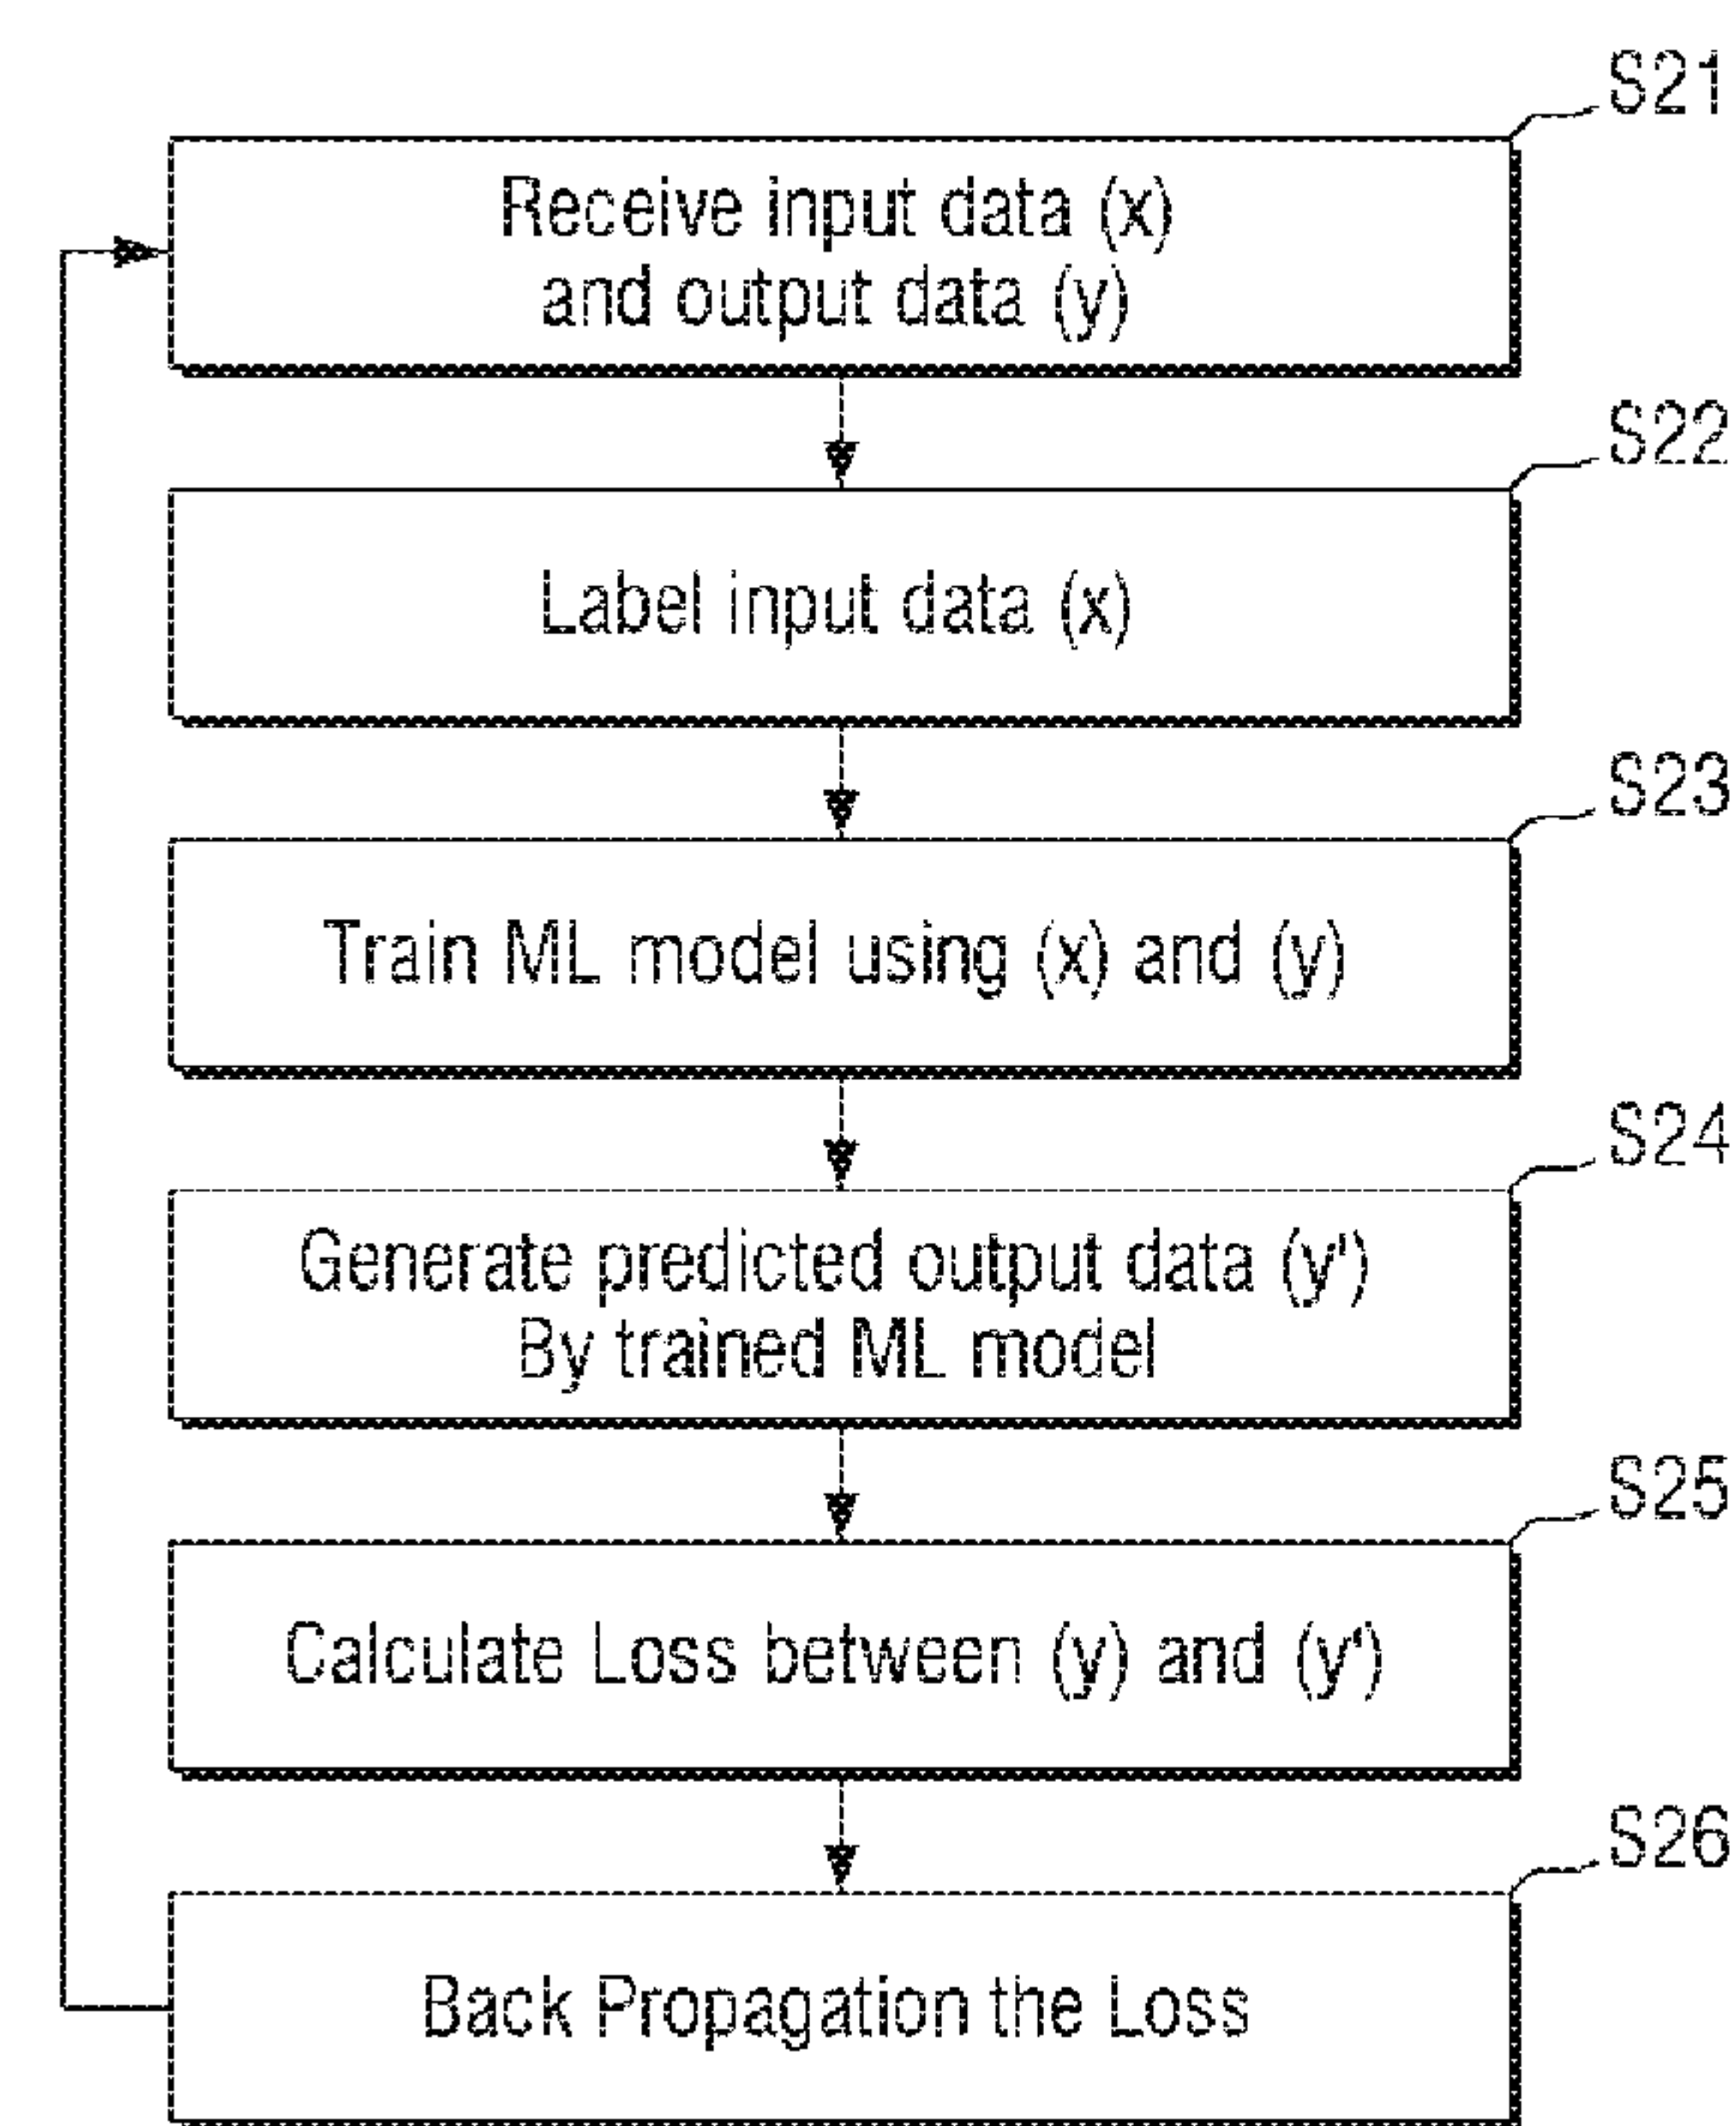 S21
Receive input data (x)
and output data (y)
S22
Label input data (x)
S23
Train ML model using (x) and (y)
S24
Generate predicted output data (y')
By trained ML model
S25
Calculate Loss between (y) and (y')
S26
Back Propagation the Loss